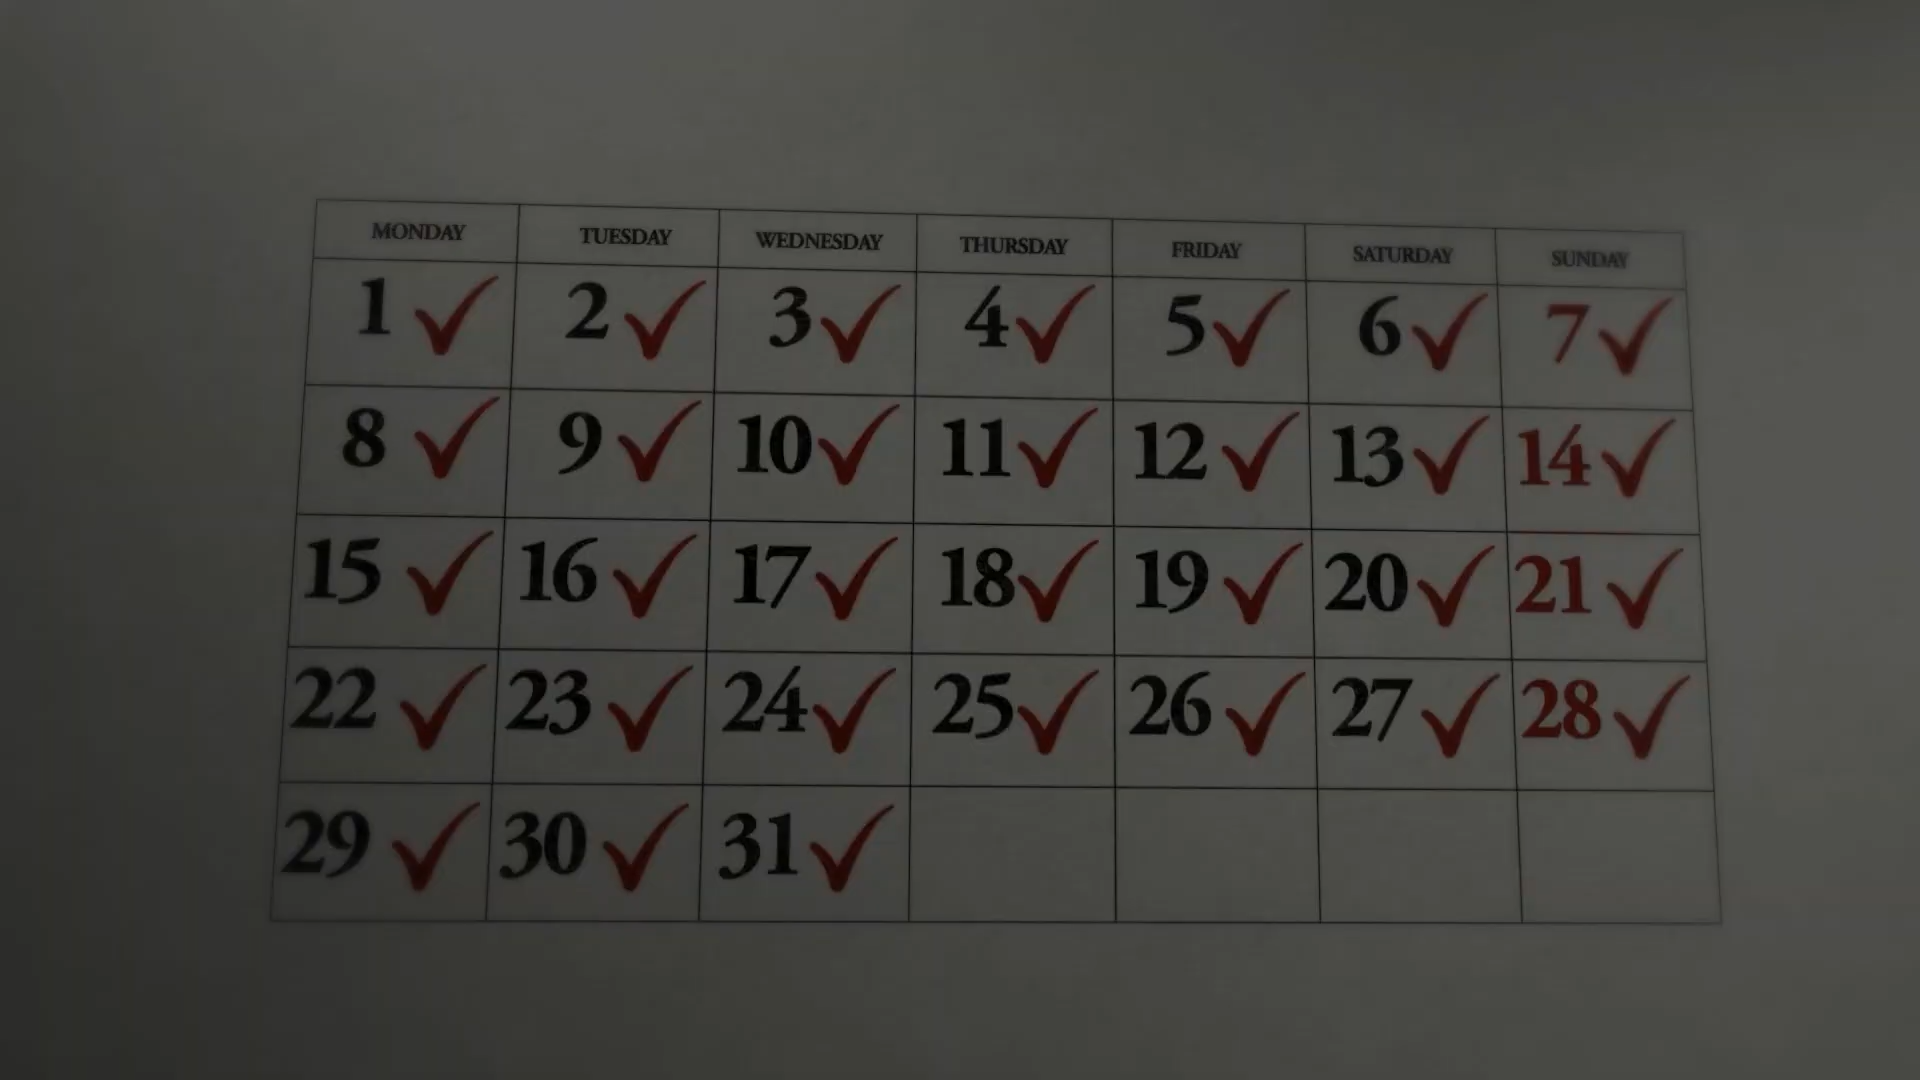 MONDAY TUESDAY WEDNESDAY THURSDAY FRIDAY SATURDAY SUNDAY
1 2 3 4 5 6 7
8 9 10 11 12 13 14
15 16 17 18 19 20 21
22 23 24 25 26 27 28
29 30 31